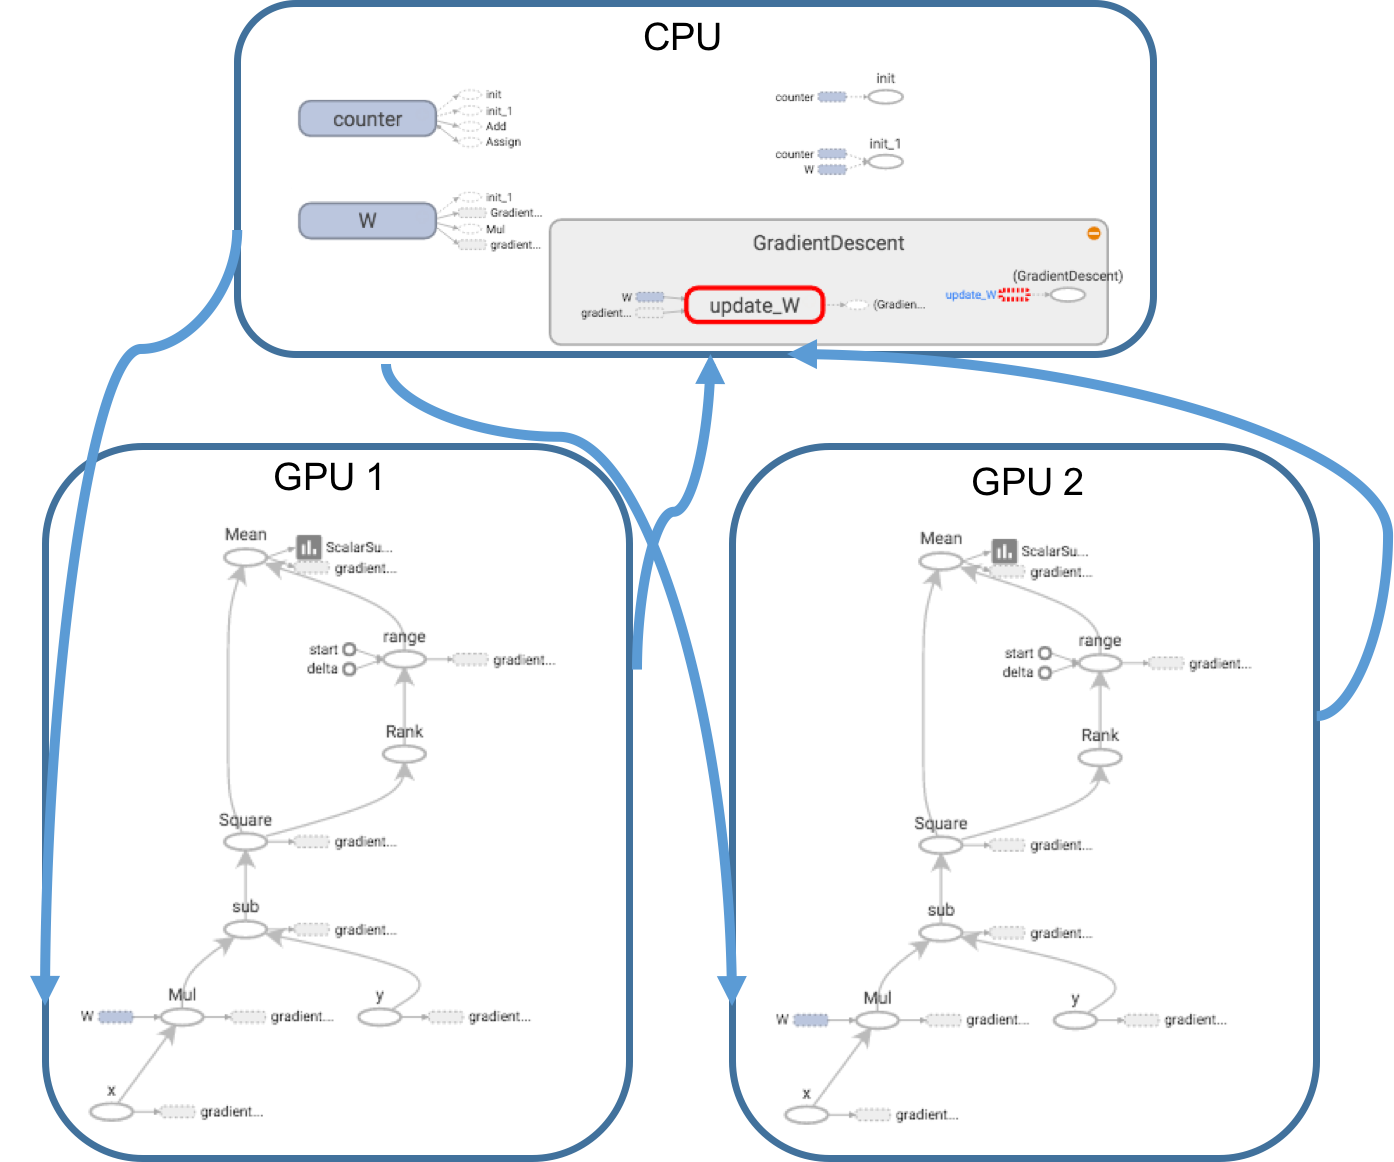 CPU
counter
init
init_1
Add
Assign
W
init_1
Gradient...
Mul
gradient...
init
counter
init_1
counter
W
GradientDescent
W
gradient...
update_W
(Gradien...
(GradientDescent)
update_W
GPU 1
Mean
ScalarSu...
gradient...
range
start
delta
gradient...
Rank
Square
gradient...
sub
gradient...
Mul
W
gradient...
y
gradient...
x
gradient...
GPU 2
Mean
ScalarSu...
gradient...
range
start
delta
gradient...
Rank
Square
gradient...
sub
gradient...
Mul
W
gradient...
y
gradient...
x
gradient...